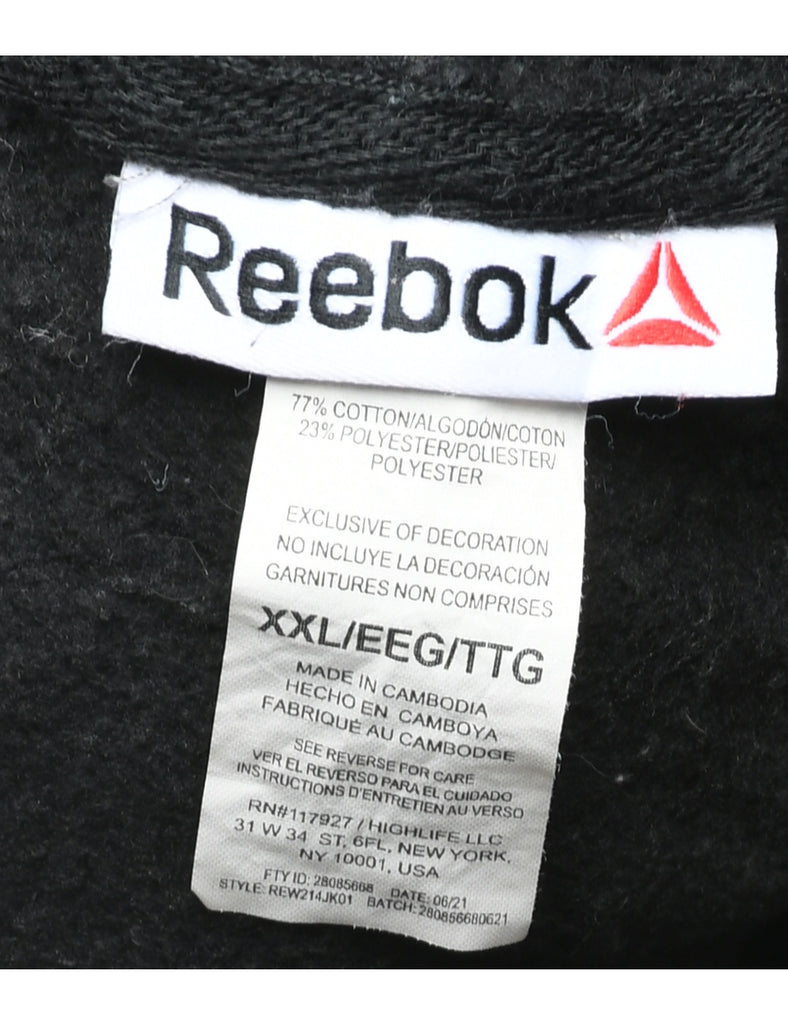 Reebok
77% COTTON/ALGODÓN/COTON
23% POLYESTER/POLIESTER/
POLYESTER
EXCLUSIVE OF DECORATION
NO INCLUYE LA DECORACIÓN
GARNITURES NON COMPRISES
XXL/EEG/TTG
MADE IN CAMBODIA
HECHO EN CAMBOYA
FABRIQUÉ AU CAMBODGE
SEE REVERSE FOR CARE
VER EL REVERSO PARA EL CUIDADO
INSTRUCTIONS D'ENTRETIEN AU VERSO
RN#117927 / HIGHLIFE LLC
31 W 34 ST, 6FL, NEW YORK,
NY 10001, USA
FTY ID: 28085668 DATE: 06/21
STYLE: REW214JK01 BATCH: 280856680621